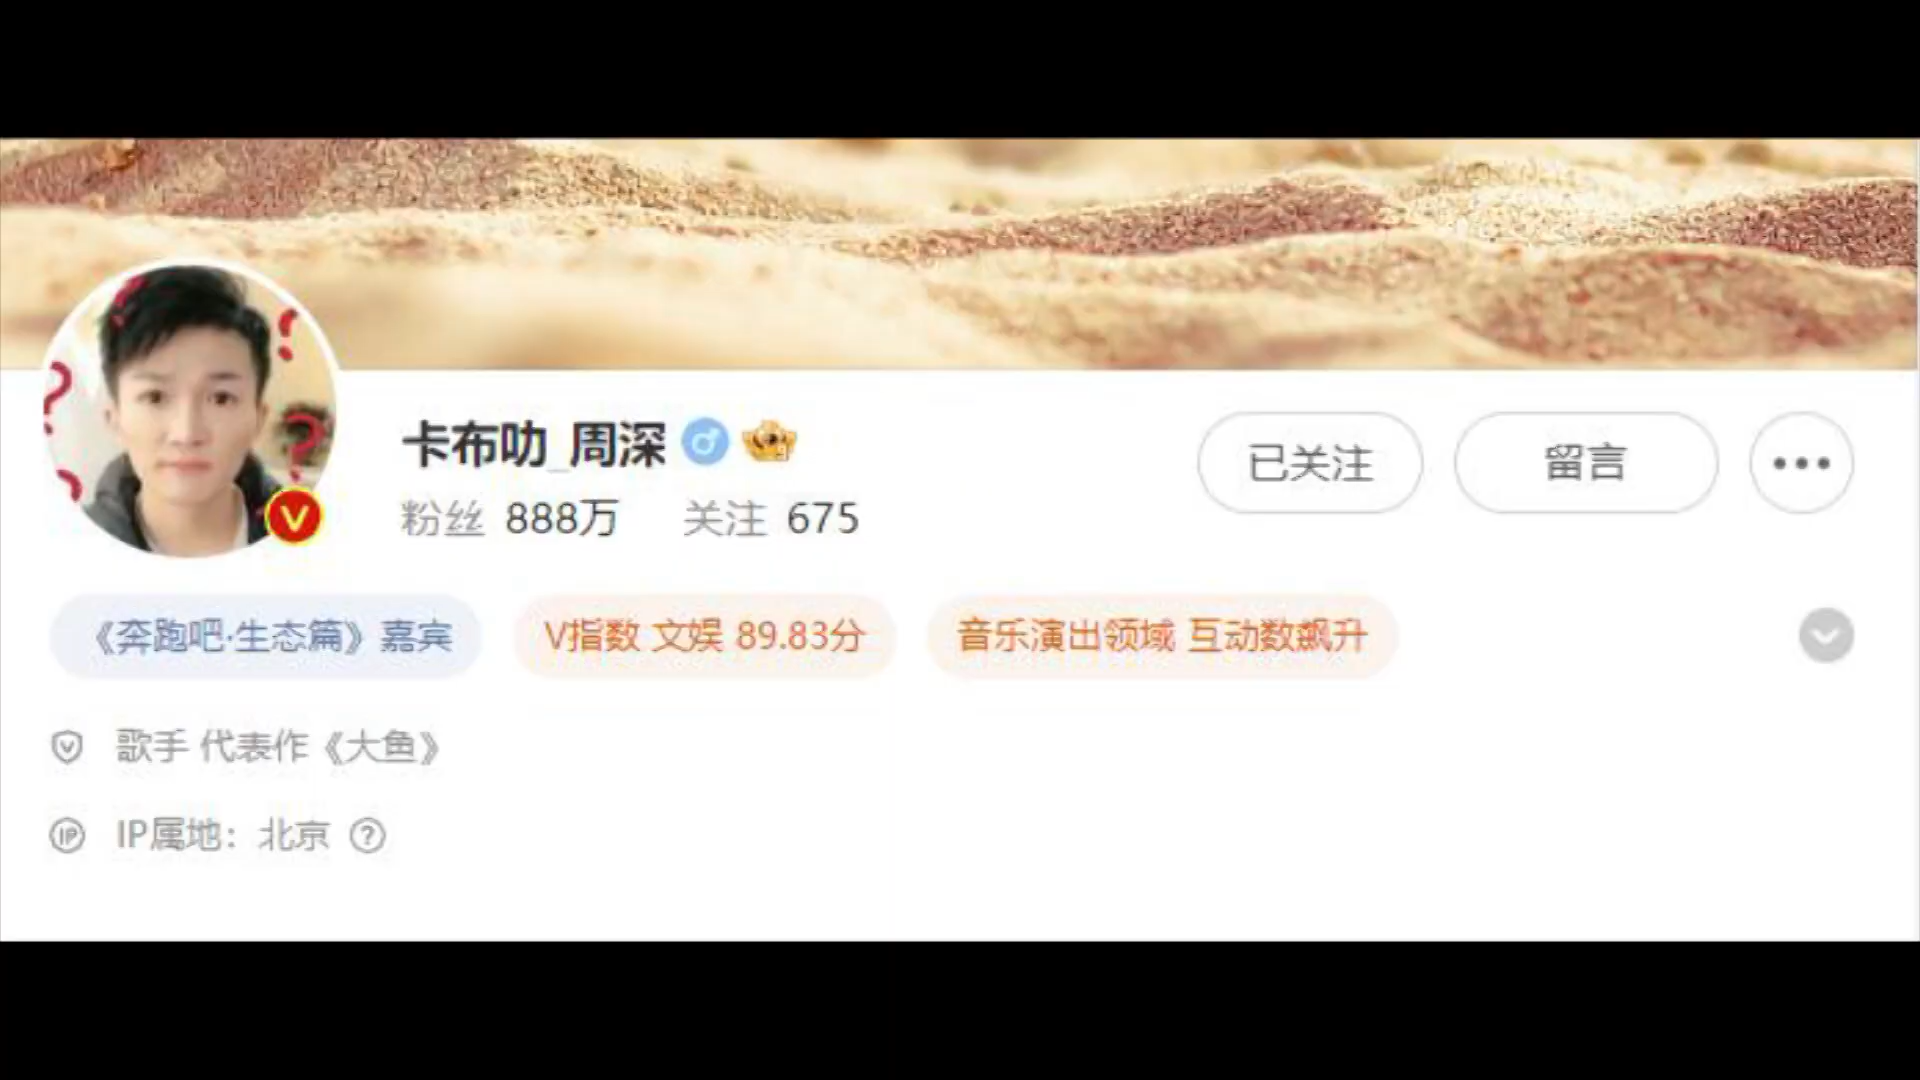 卡布叻_周深
已关注
留言
粉丝 888万 关注 675
《奔跑吧·生态篇》嘉宾
V指数 文娱 89.83分
音乐演出领域 互动数飙升
歌手 代表作《大鱼》
IP属地：北京